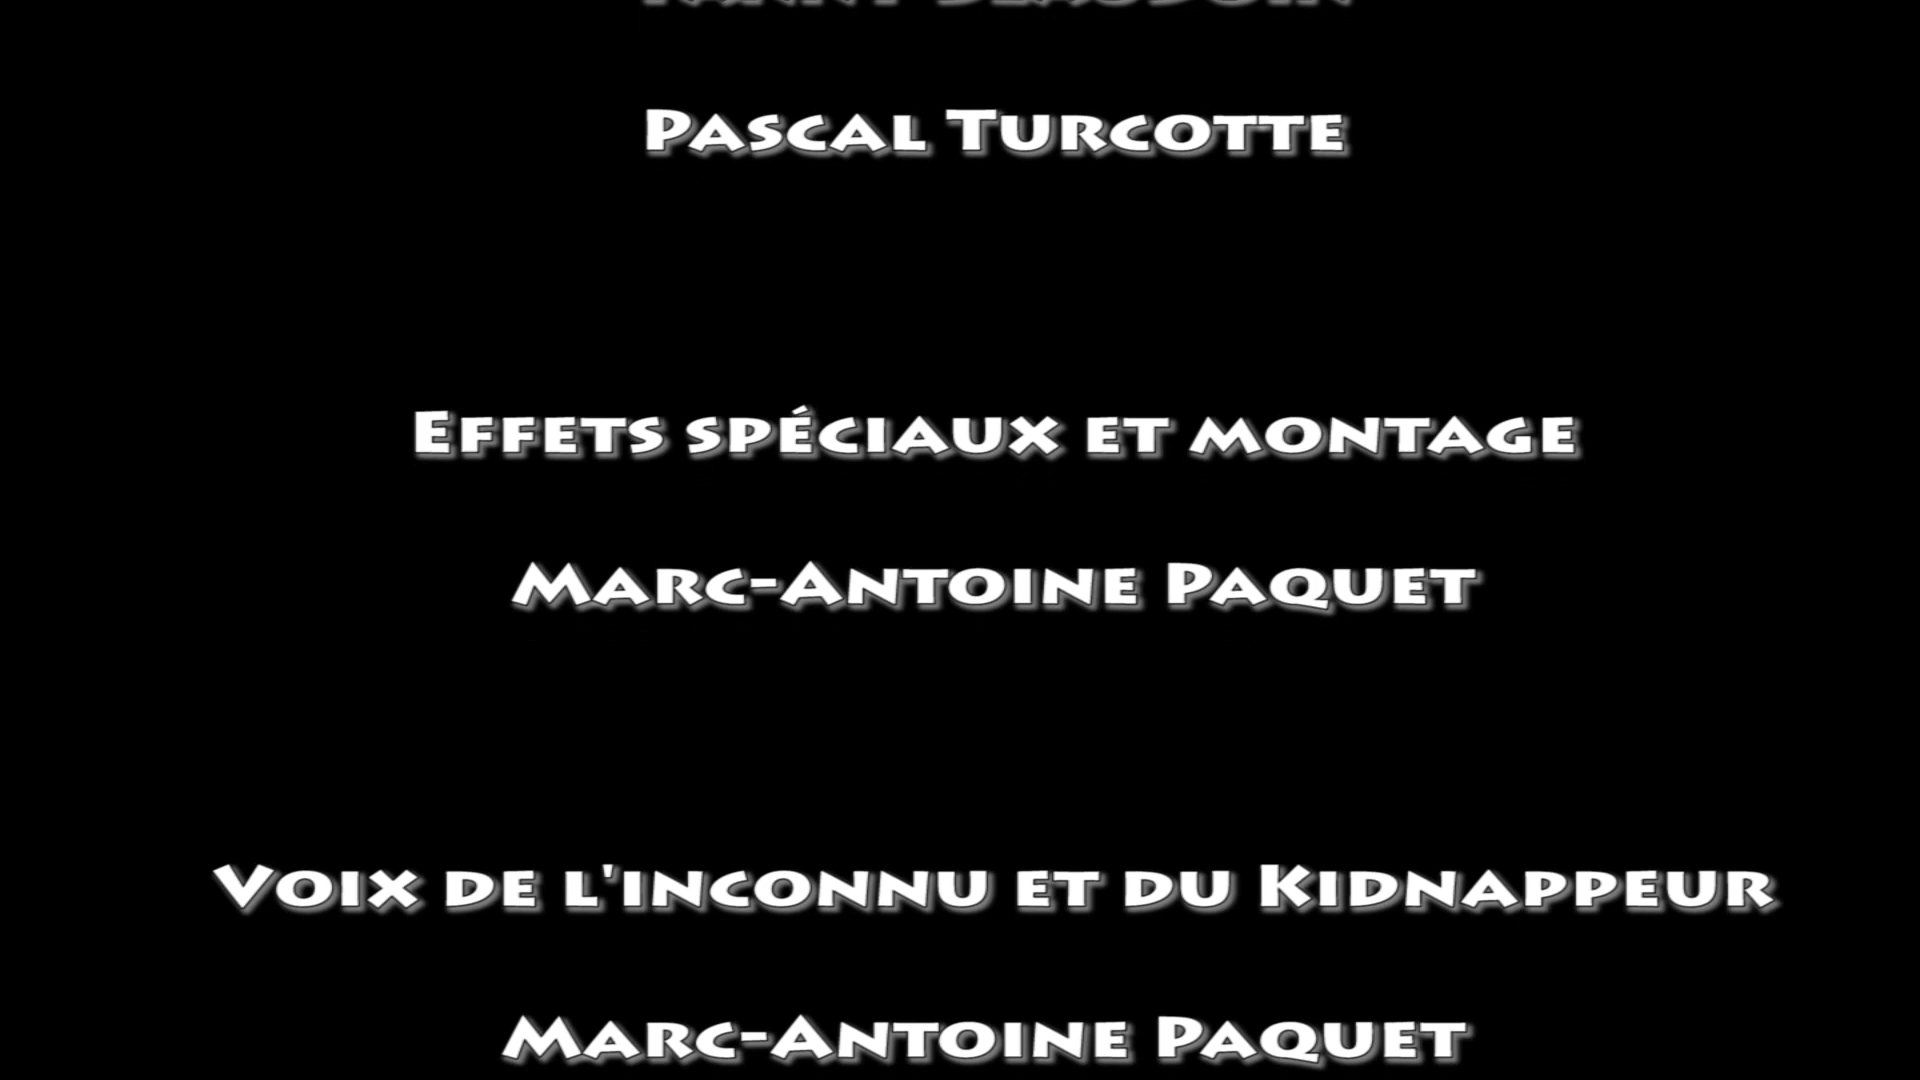 Pascal Turcotte
Effets spéciaux et montage
Marc-Antoine Paquet
Voix de l'inconnu et du Kidnappeur
Marc-Antoine Paquet